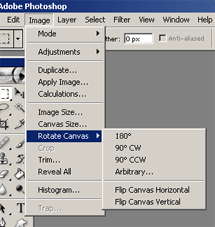 Adobe Photoshop
Edit Image Layer Select Filter View Window Help
ther: 0 px Anti-aliased
Mode
Adjustments
Duplicate...
Apply Image...
Calculations...
Image Size...
Canvas Size...
Rotate Canvas
Crop
Trim...
Reveal All
Histogram...
Trap...
180°
90° CW
90° CCW
Arbitrary...
Flip Canvas Horizontal
Flip Canvas Vertical